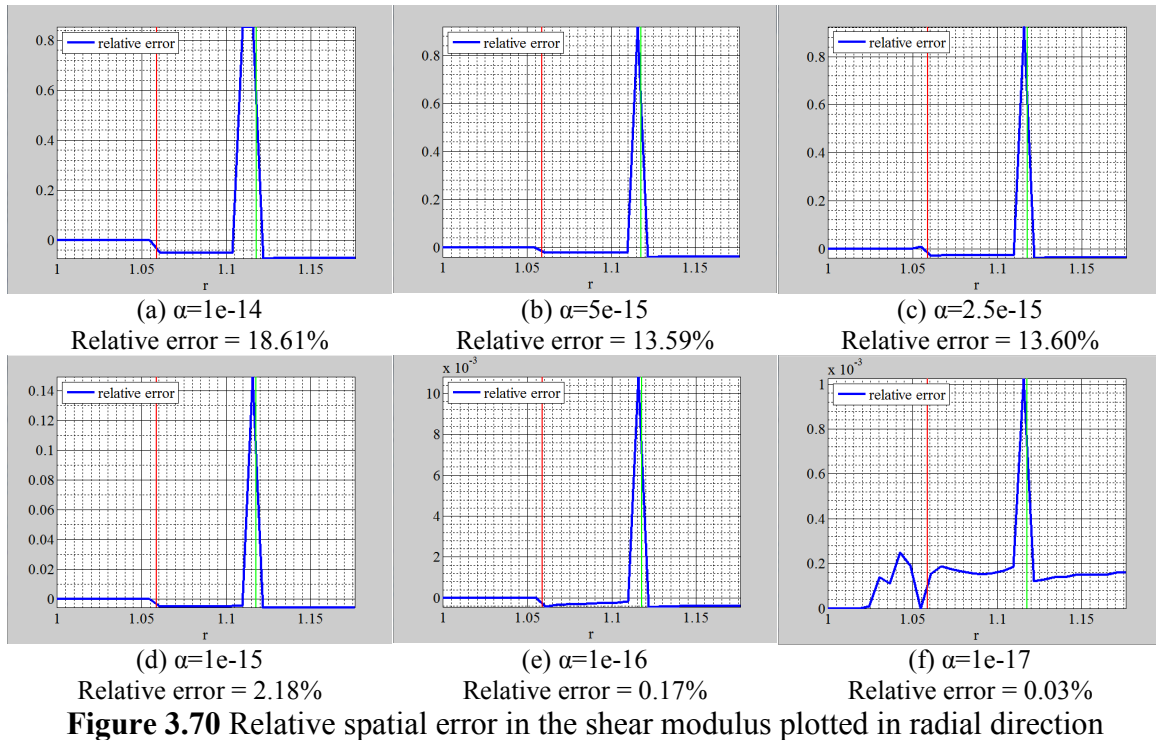 relative error
0.8
0.6
0.4
0.2
0
1 1.05 1.1 1.15
r
(a) α=1e-14
Relative error = 18.61%
relative error
0.8
0.6
0.4
0.2
0
1 1.05 1.1 1.15
r
(b) α=5e-15
Relative error = 13.59%
relative error
0.8
0.6
0.4
0.2
0
1 1.05 1.1 1.15
r
(c) α=2.5e-15
Relative error = 13.60%
relative error
0.14
0.12
0.1
0.08
0.06
0.04
0.02
0
1 1.05 1.1 1.15
r
(d) α=1e-15
Relative error = 2.18%
x 10⁻³
relative error
10
8
6
4
2
0
1 1.05 1.1 1.15
r
(e) α=1e-16
Relative error = 0.17%
x 10⁻³
relative error
1
0.8
0.6
0.4
0.2
0
1 1.05 1.1 1.15
r
(f) α=1e-17
Relative error = 0.03%
Figure 3.70 Relative spatial error in the shear modulus plotted in radial direction